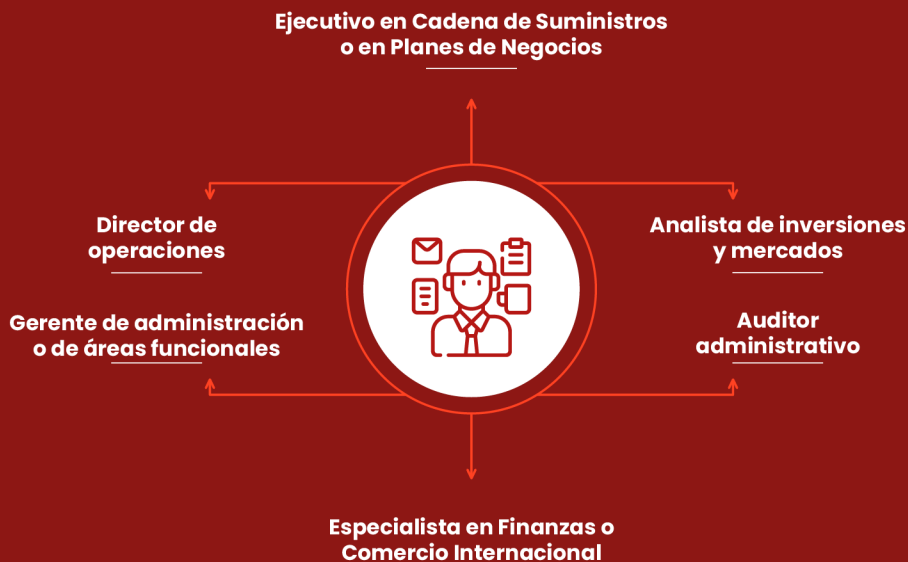 Ejecutivo en Cadena de Suministros
o en Planes de Negocios
Director de
operaciones
Analista de inversiones
y mercados
Gerente de administración
o de áreas funcionales
Auditor
administrativo
Especialista en Finanzas o
Comercio Internacional